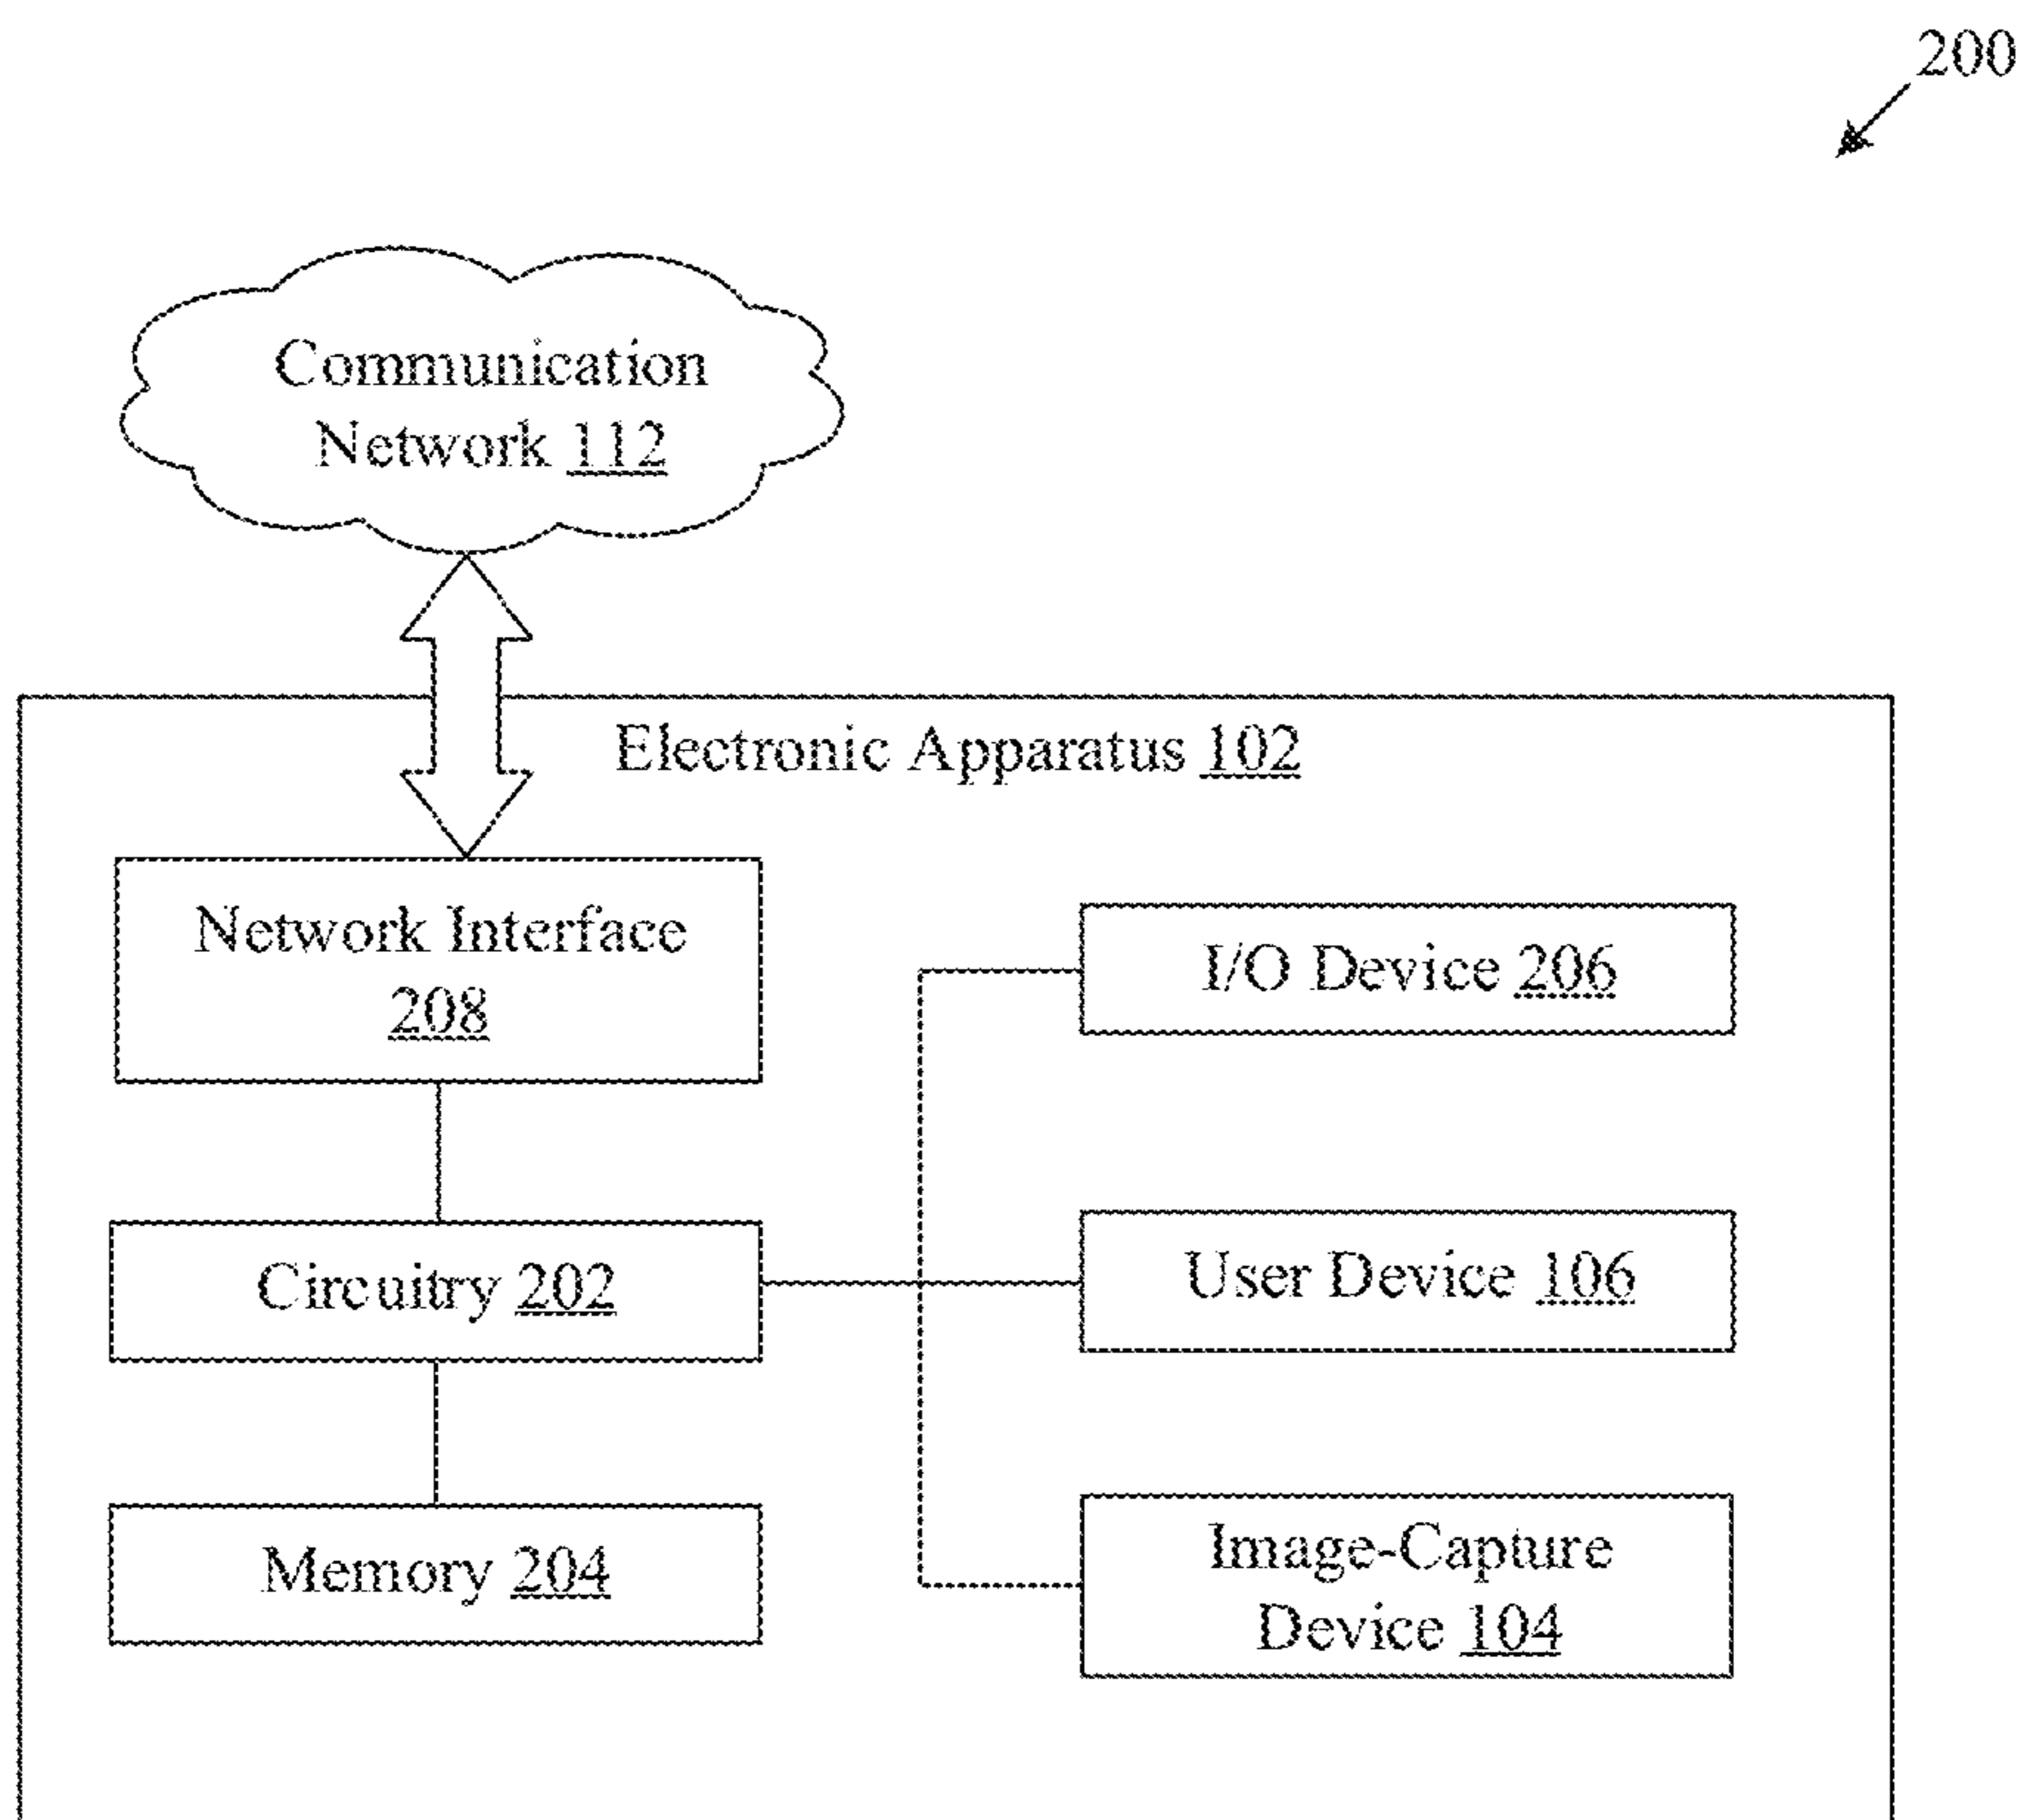 200
Communication
Network 112
Electronic Apparatus 102
Network Interface
208
I/O Device 206
Circuitry 202
User Device 106
Memory 204
Image-Capture
Device 104